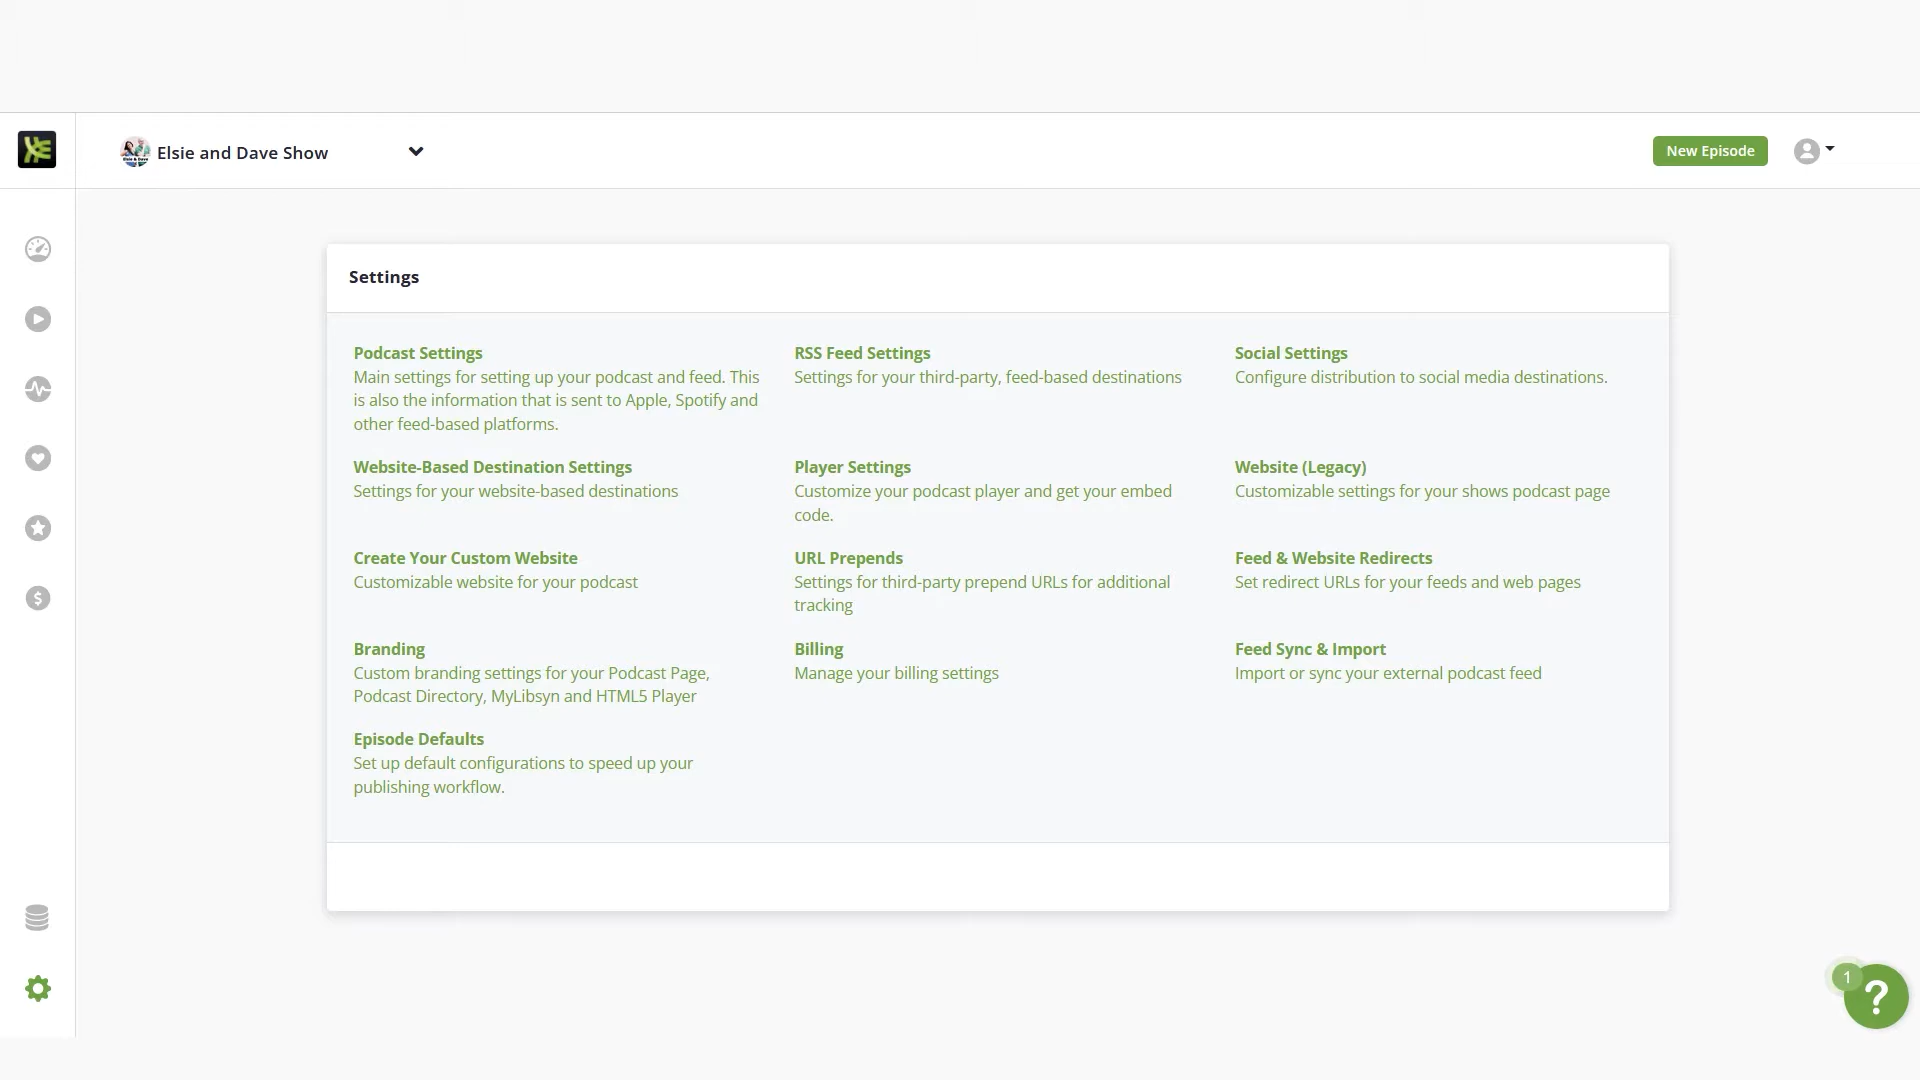 Elsie and Dave Show
New Episode
Settings
Podcast Settings
Main settings for setting up your podcast and feed. This
is also the information that is sent to Apple, Spotify and
other feed-based platforms.
RSS Feed Settings
Settings for your third-party, feed-based destinations
Social Settings
Configure distribution to social media destinations.
Website-Based Destination Settings
Settings for your website-based destinations
Player Settings
Customize your podcast player and get your embed
code.
Website (Legacy)
Customizable settings for your shows podcast page
Create Your Custom Website
Customizable website for your podcast
URL Prepends
Settings for third-party prepend URLs for additional
tracking
Feed & Website Redirects
Set redirect URLs for your feeds and web pages
Branding
Custom branding settings for your Podcast Page,
Podcast Directory, MyLibsyn and HTML5 Player
Billing
Manage your billing settings
Feed Sync & Import
Import or sync your external podcast feed
Episode Defaults
Set up default configurations to speed up your
publishing workflow.
1
?